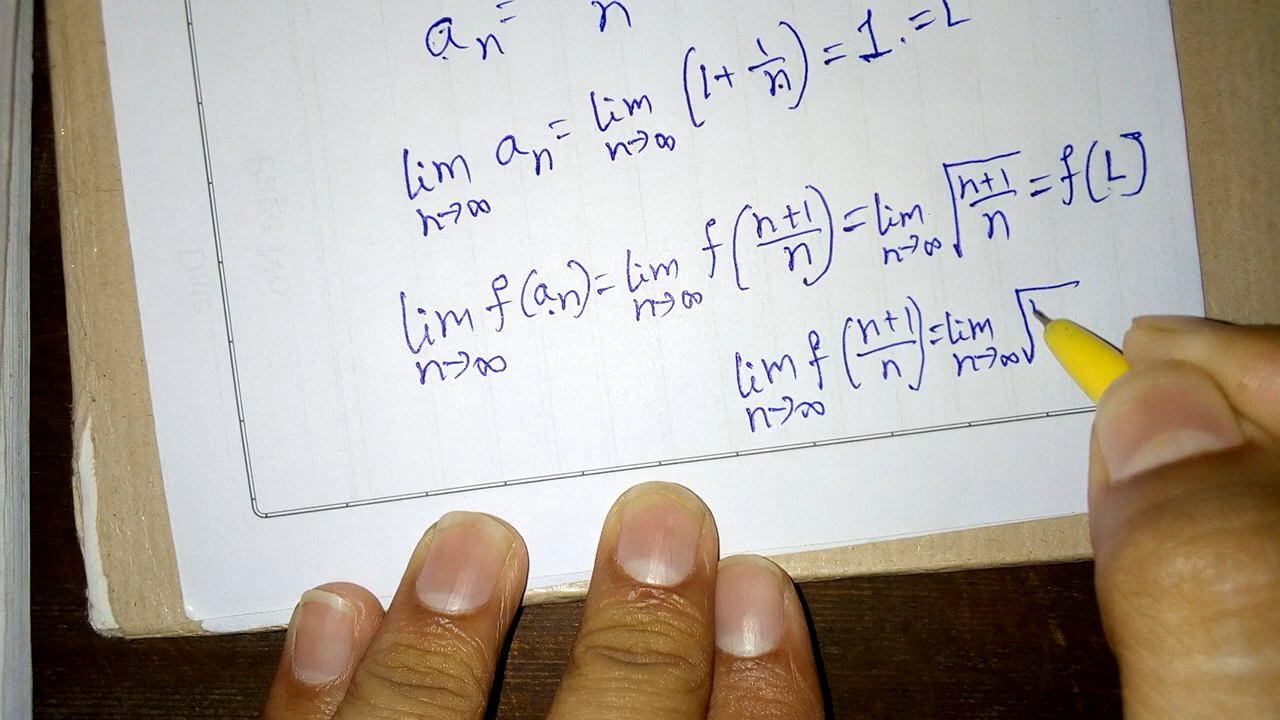 aₙ = n
lim n→∞ aₙ = lim n→∞ (1 + 1/n) = 1. = L
lim n→∞ f(aₙ) = lim n→∞ f((n+1)/n) = lim n→∞ √((n+1)/n) = f(L)
lim n→∞ f((n+1)/n) = lim n→∞ √